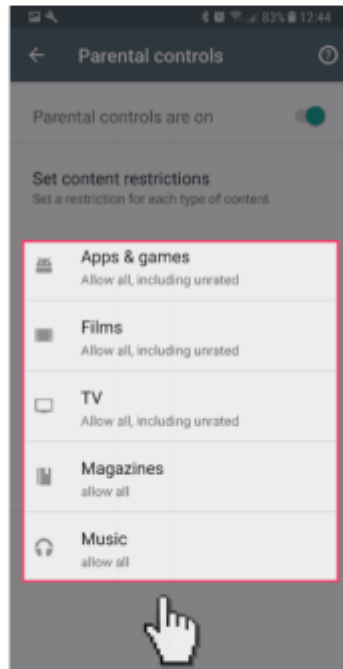 83% 12:44
Parental controls
Parental controls are on
Set content restrictions
Set a restriction for each type of content
Apps & games
Allow all, including unrated
Films
Allow all, including unrated
TV
Allow all, including unrated
Magazines
allow all
Music
allow all